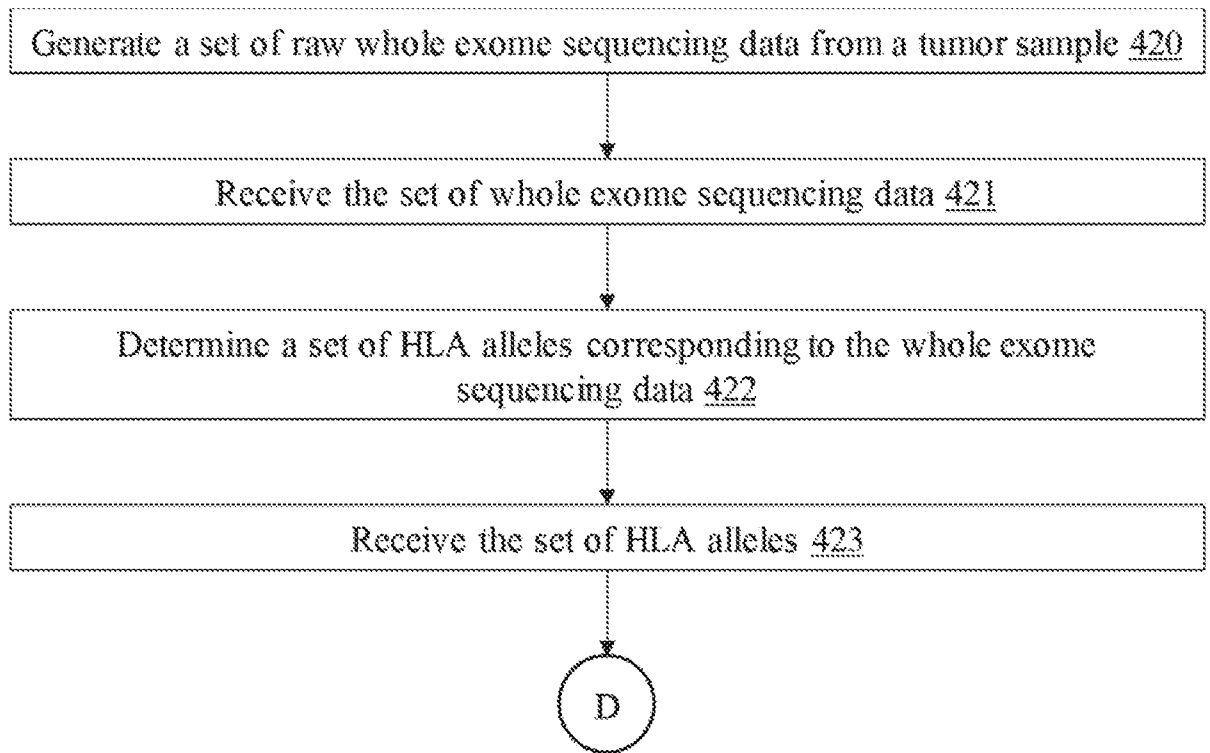 Generate a set of raw whole exome sequencing data from a tumor sample 420
Receive the set of whole exome sequencing data 421
Determine a set of HLA alleles corresponding to the whole exome
sequencing data 422
Receive the set of HLA alleles 423
D